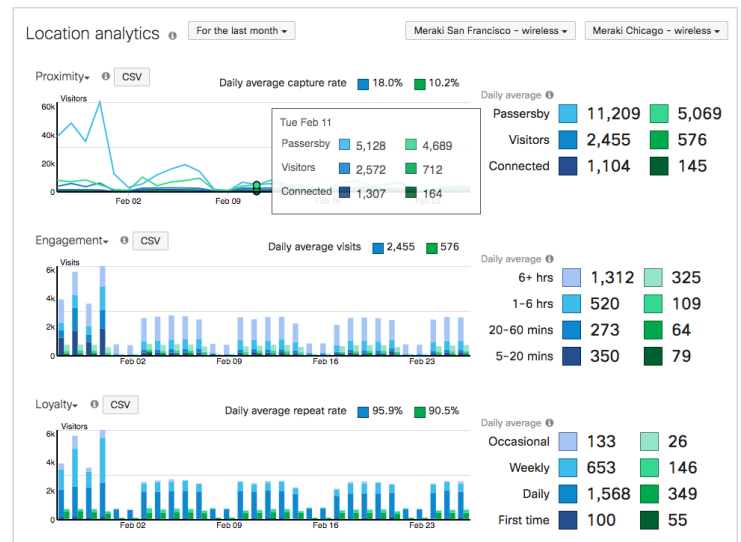 Location analytics
For the last month
Meraki San Francisco - wireless
Meraki Chicago - wireless
Proximity
CSV
Daily average capture rate 18.0% 10.2%
Visitors
60k
40k
20k
0
Feb 02
Feb 09
Feb 16
Feb 23
Tue Feb 11
Passersby 5,128 4,689
Visitors 2,572 712
Connected 1,307 164
Daily average
Passersby 11,209 5,069
Visitors 2,455 576
Connected 1,104 145
Engagement
CSV
Daily average visits 2,455 576
Visits
6k
4k
2k
0
Feb 02
Feb 09
Feb 16
Feb 23
Daily average
6+ hrs 1,312 325
1-6 hrs 520 109
20-60 mins 273 64
5-20 mins 350 79
Loyalty
CSV
Daily average repeat rate 95.9% 90.5%
Visitors
6k
4k
2k
0
Feb 02
Feb 09
Feb 16
Feb 23
Daily average
Occasional 133 26
Weekly 653 146
Daily 1,568 349
First time 100 55